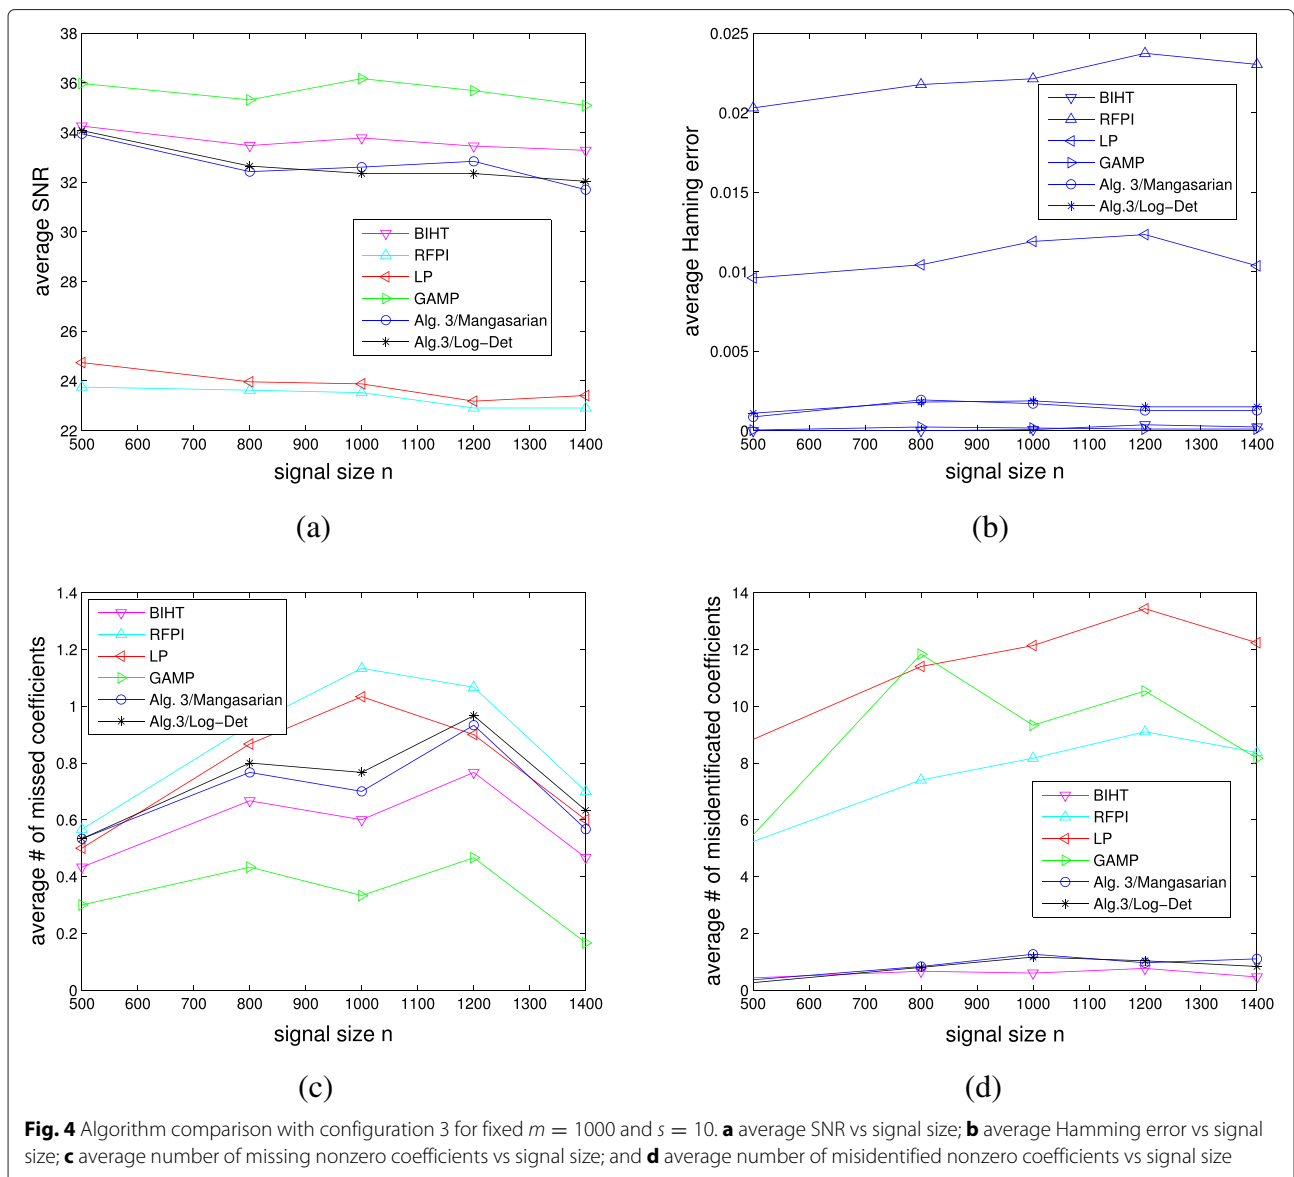 38
36
34
32
30
28
26
24
22
average SNR
BIHT
RFPI
LP
GAMP
Alg. 3/Mangasarian
Alg.3/Log−Det
500 600 700 800 900 1000 1100 1200 1300 1400
signal size n
(a)
0.025
0.02
0.015
0.01
0.005
0
average Haming error
BIHT
RFPI
LP
GAMP
Alg. 3/Mangasarian
Alg.3/Log−Det
500 600 700 800 900 1000 1100 1200 1300 1400
signal size n
(b)
1.4
1.2
1
0.8
0.6
0.4
0.2
0
average # of missed coefficients
BIHT
RFPI
LP
GAMP
Alg. 3/Mangasarian
Alg.3/Log−Det
500 600 700 800 900 1000 1100 1200 1300 1400
signal size n
(c)
14
12
10
8
6
4
2
0
average # of misidentificated coefficients
BIHT
RFPI
LP
GAMP
Alg. 3/Mangasarian
Alg.3/Log−Det
500 600 700 800 900 1000 1100 1200 1300 1400
signal size n
(d)
Fig. 4 Algorithm comparison with configuration 3 for fixed m = 1000 and s = 10. a average SNR vs signal size; b average Hamming error vs signal
size; c average number of missing nonzero coefficients vs signal size; and d average number of misidentified nonzero coefficients vs signal size